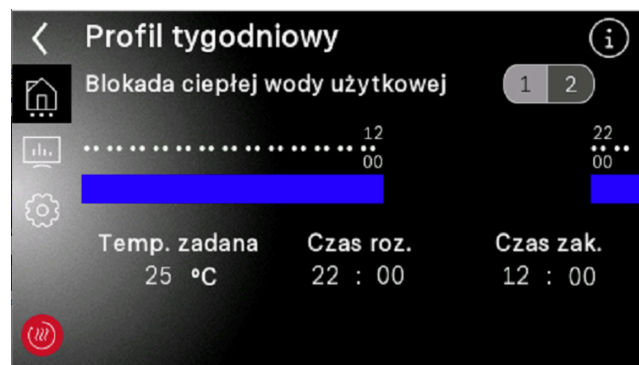 Profil tygodniowy
i
Blokada ciepłej wody użytkowej 1 2
12 22
00 00
Temp. zadana Czas roz. Czas zak.
25 °C 22 : 00 12 : 00